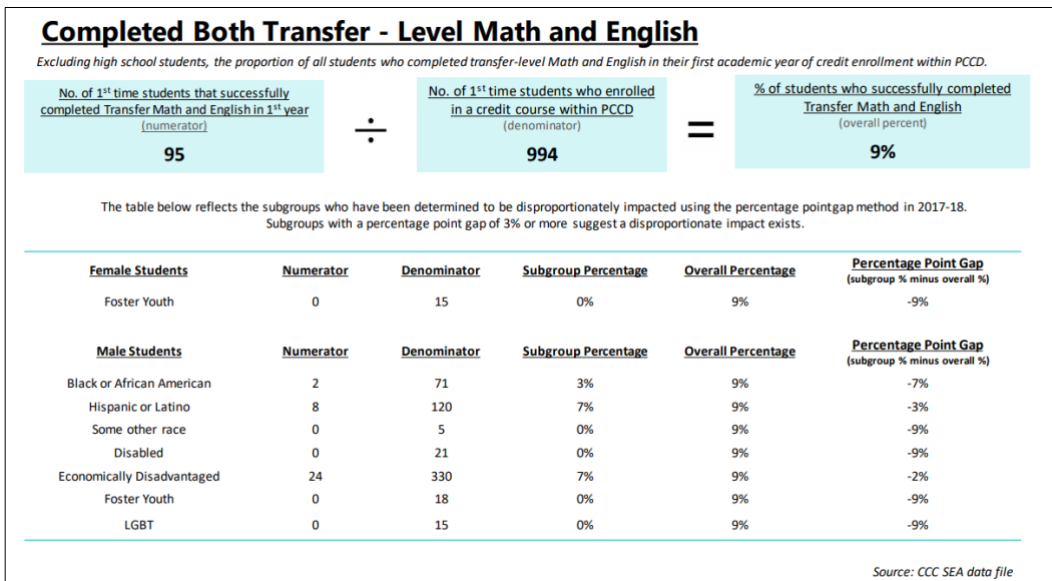 Completed Both Transfer - Level Math and English
Excluding high school students, the proportion of all students who completed transfer-level Math and English in their first academic year of credit enrollment within PCCD.
No. of 1st time students that successfully
completed Transfer Math and English in 1st year
(numerator)
95
÷
No. of 1st time students who enrolled
in a credit course within PCCD
(denominator)
994
=
% of students who successfully completed
Transfer Math and English
(overall percent)
9%
The table below reflects the subgroups who have been determined to be disproportionately impacted using the percentage pointgap method in 2017-18.
Subgroups with a percentage point gap of 3% or more suggest a disproportionate impact exists.
Female Students Numerator Denominator Subgroup Percentage Overall Percentage Percentage Point Gap
(subgroup % minus overall %)
Foster Youth 0 15 0% 9% -9%
Male Students Numerator Denominator Subgroup Percentage Overall Percentage Percentage Point Gap
(subgroup % minus overall %)
Black or African American 2 71 3% 9% -7%
Hispanic or Latino 8 120 7% 9% -3%
Some other race 0 5 0% 9% -9%
Disabled 0 21 0% 9% -9%
Economically Disadvantaged 24 330 7% 9% -2%
Foster Youth 0 18 0% 9% -9%
LGBT 0 15 0% 9% -9%
Source: CCC SEA data file